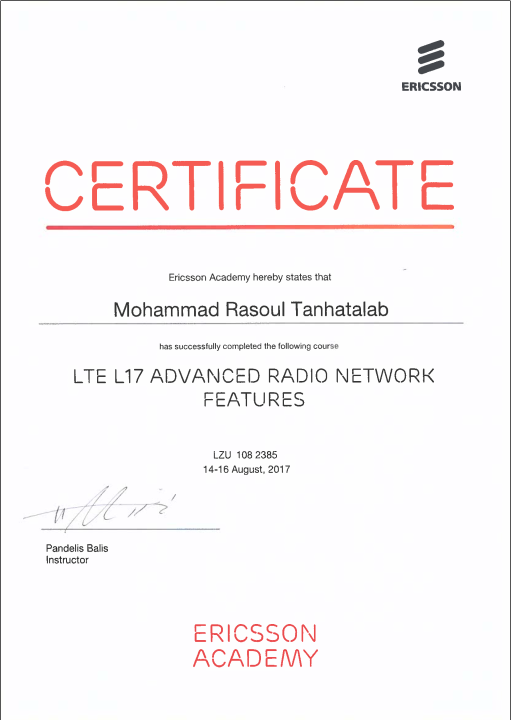 ERICSSON
CERTIFICATE
Ericsson Academy hereby states that
Mohammad Rasoul Tanhatalab
has successfully completed the following course
LTE L17 ADVANCED RADIO NETWORK
FEATURES
LZU 108 2385
14-16 August, 2017
Pandelis Balis
Instructor
ERICSSON
ACADEMY